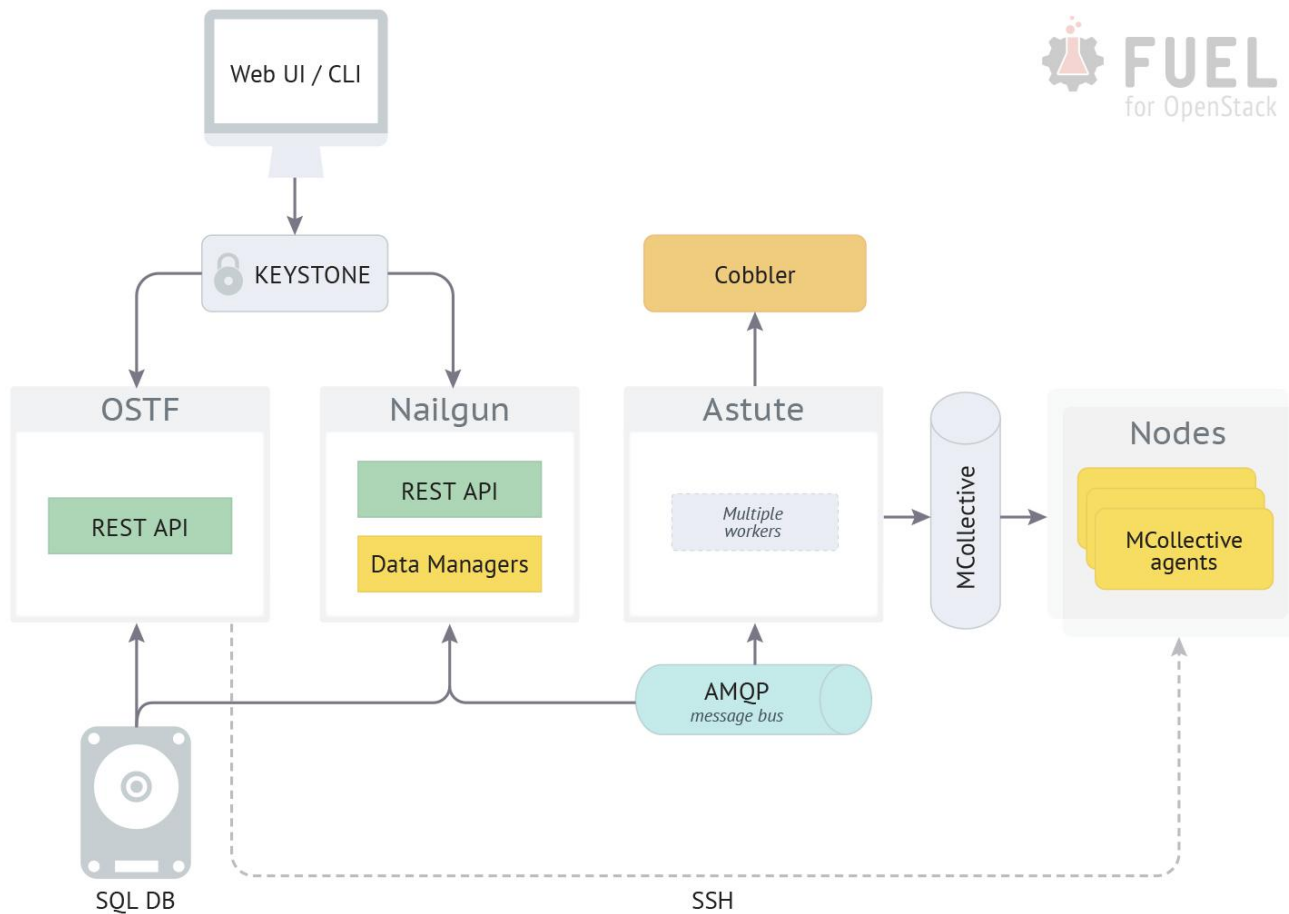 Web UI / CLI
FUEL
for OpenStack
KEYSTONE
Cobbler
OSTF
REST API
Nailgun
REST API
Data Managers
Astute
Multiple
workers
MCollective
Nodes
MCollective
agents
AMQP
message bus
SQL DB
SSH